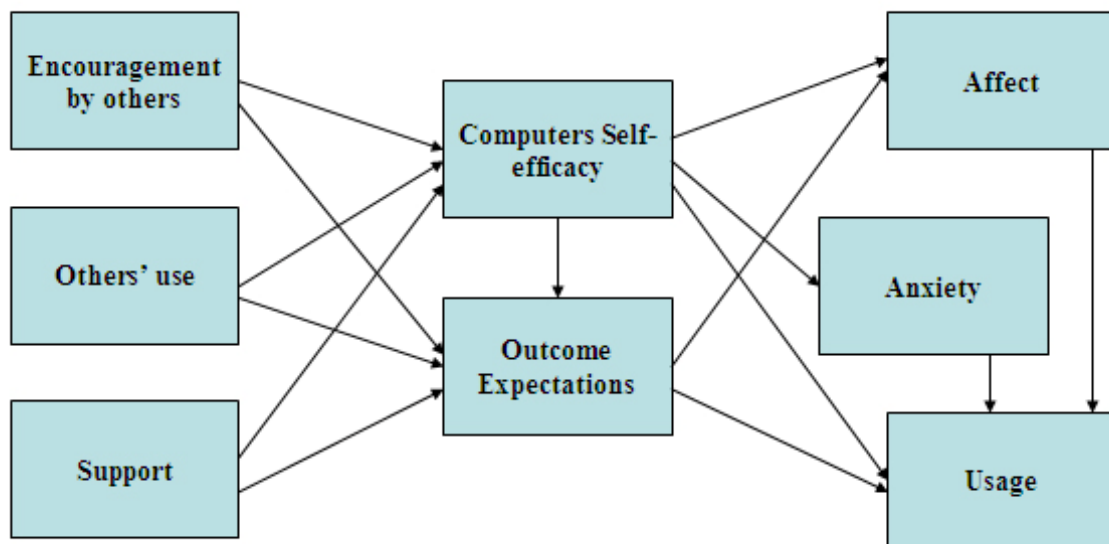 Encouragement
by others
Others’ use
Support
Computers Self-
efficacy
Outcome
Expectations
Affect
Anxiety
Usage